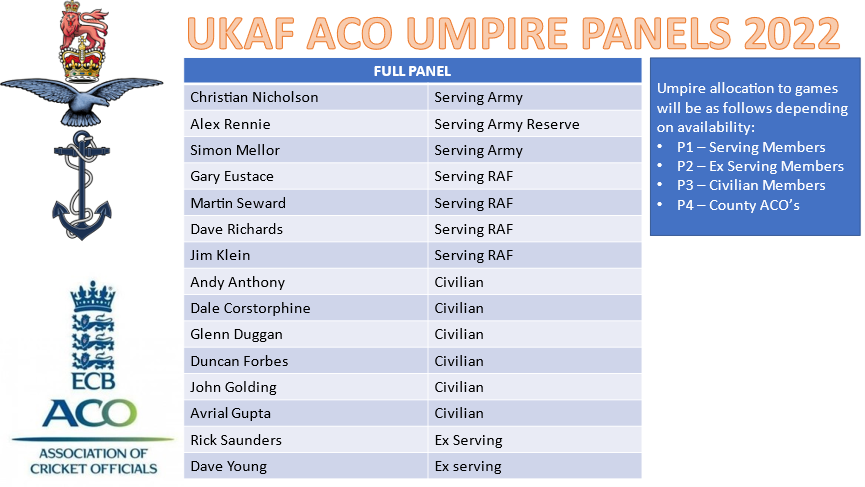 UKAF ACO UMPIRE PANELS 2022
FULL PANEL
Christian Nicholson Serving Army
Alex Rennie Serving Army Reserve
Simon Mellor Serving Army
Gary Eustace Serving RAF
Martin Seward Serving RAF
Dave Richards Serving RAF
Jim Klein Serving RAF
Andy Anthony Civilian
Dale Corstorphine Civilian
Glenn Duggan Civilian
Duncan Forbes Civilian
John Golding Civilian
Avrial Gupta Civilian
Rick Saunders Ex Serving
Dave Young Ex serving
Umpire allocation to games
will be as follows depending
on availability:
• P1 – Serving Members
• P2 – Ex Serving Members
• P3 – Civilian Members
• P4 – County ACO’s
ECB
ACO
ASSOCIATION OF
CRICKET OFFICIALS